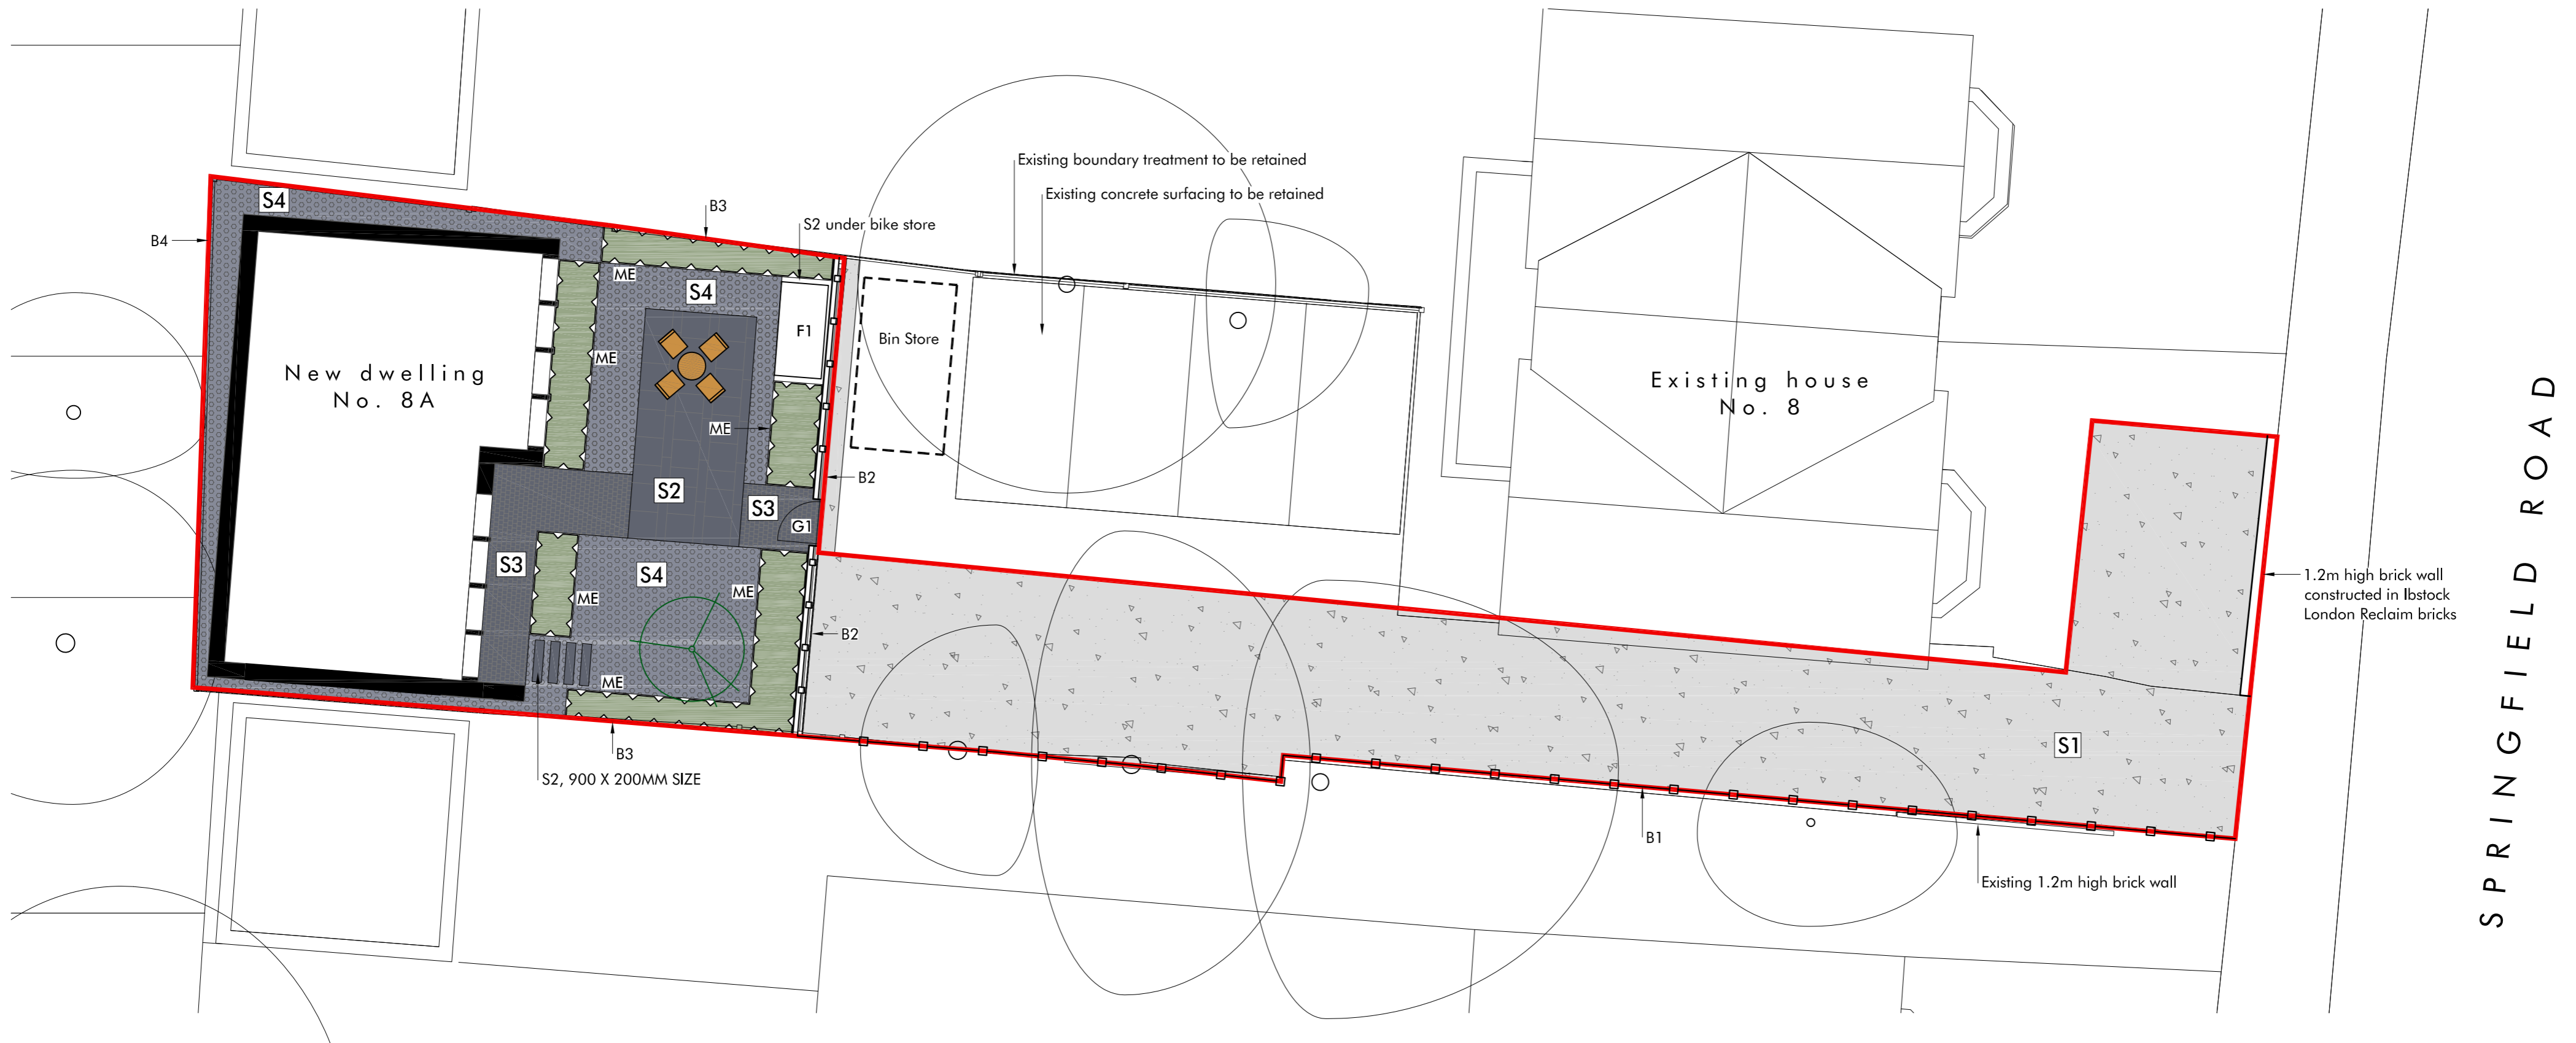 Existing boundary treatment to be retained
Existing concrete surfacing to be retained
S4
B3
S2 under bike store
B4
ME
S4
F1
Bin Store
ME
New dwelling
No. 8A
Existing house
No. 8
ME
B2
S2
S3
G1
S3
S4
ME
ME
B2
1.2m high brick wall
constructed in Ibstock
London Reclaim bricks
SPRINGFIELD ROAD
ME
B3
S2, 900 X 200MM SIZE
S1
B1
Existing 1.2m high brick wall